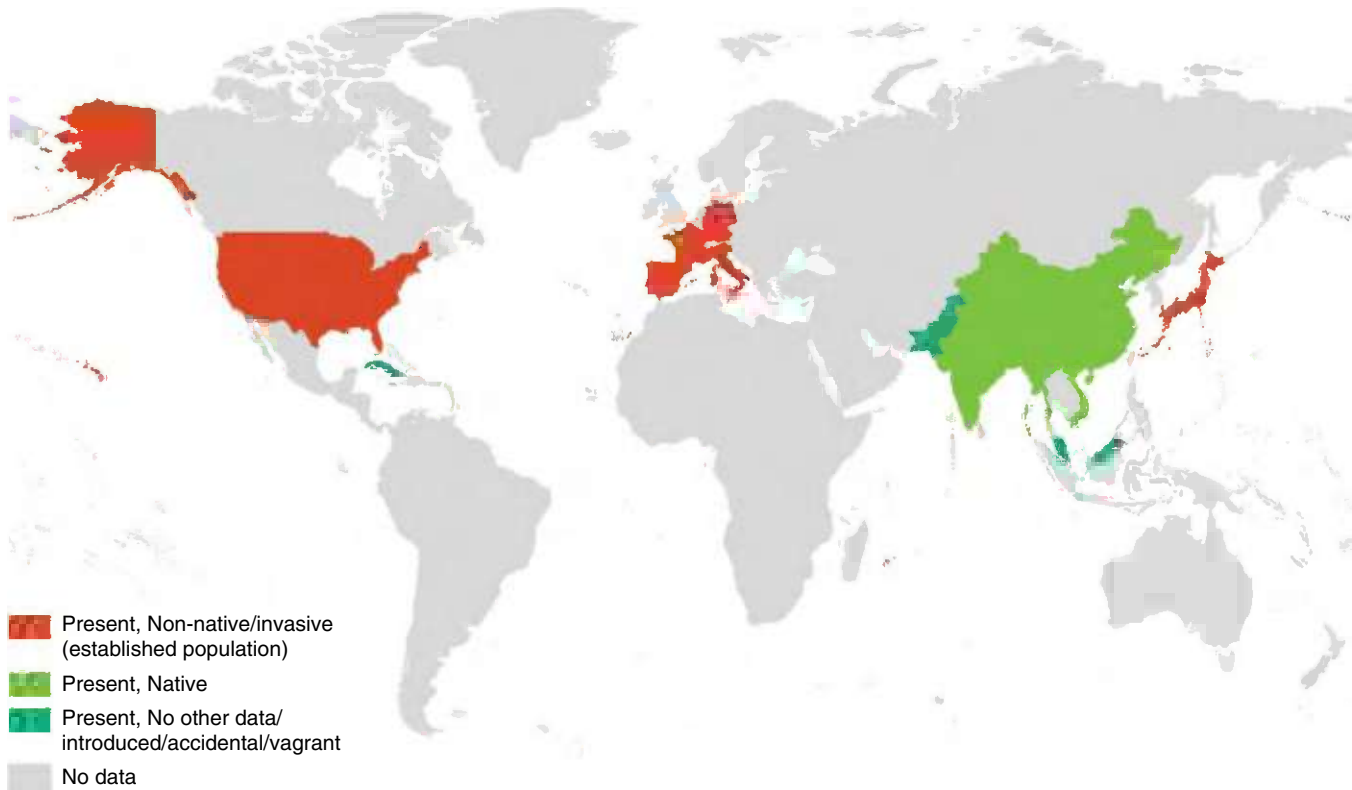 Present, Non-native/invasive
(established population)
Present, Native
Present, No other data/
introduced/accidental/vagrant
No data